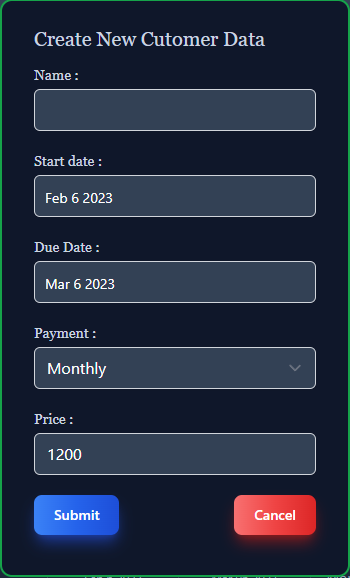 Create New Cutomer Data
Name :
Start date :
Feb 6 2023
Due Date :
Mar 6 2023
Payment :
Monthly
Price :
1200
Submit Cancel